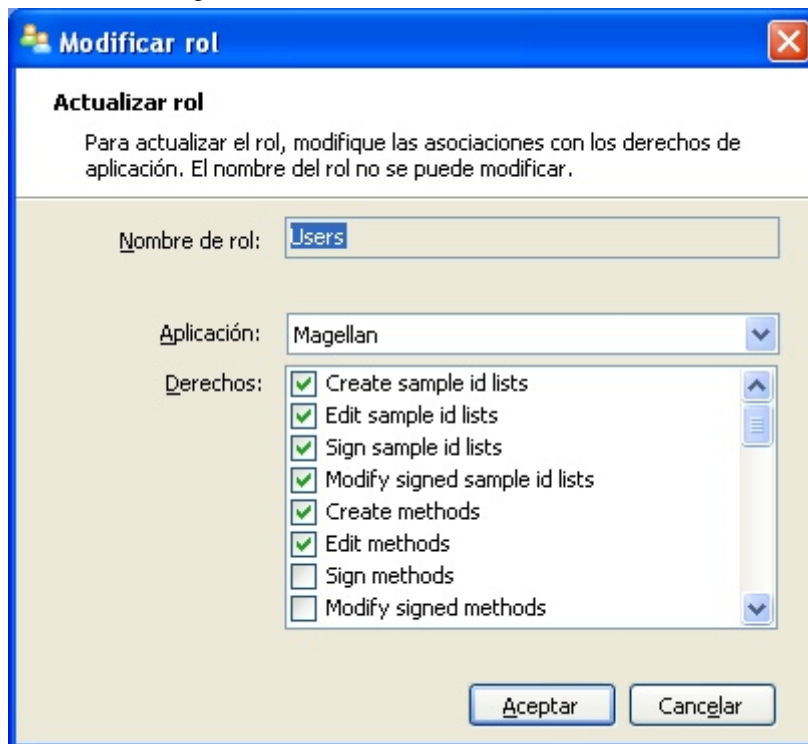 Modificar rol
Actualizar rol
Para actualizar el rol, modifique las asociaciones con los derechos de
aplicación. El nombre del rol no se puede modificar.
Nombre de rol: Users
Aplicación: Magellan
Derechos: Create sample id lists
Edit sample id lists
Sign sample id lists
Modify signed sample id lists
Create methods
Edit methods
Sign methods
Modify signed methods
Aceptar Cancelar